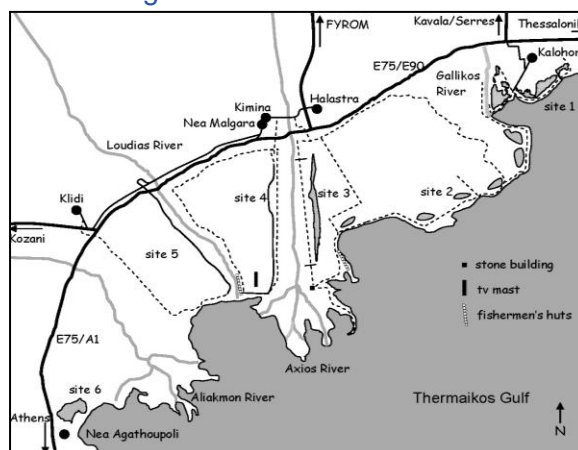 FYROM
Kavala/Serres
Thessalonil
Kalohor
E75/E90
Gallikos
River
site 1
Kimina
Halastra
Nea Malgara
Loudias River
Klidi
site 4
site 3
site 2
Kozani
site 5
stone building
tv mast
fishermen's huts
E75/A1
Axios River
site 6
Aliakmon River
Thermaikos Gulf
Athens
Nea Agathoupoli
N